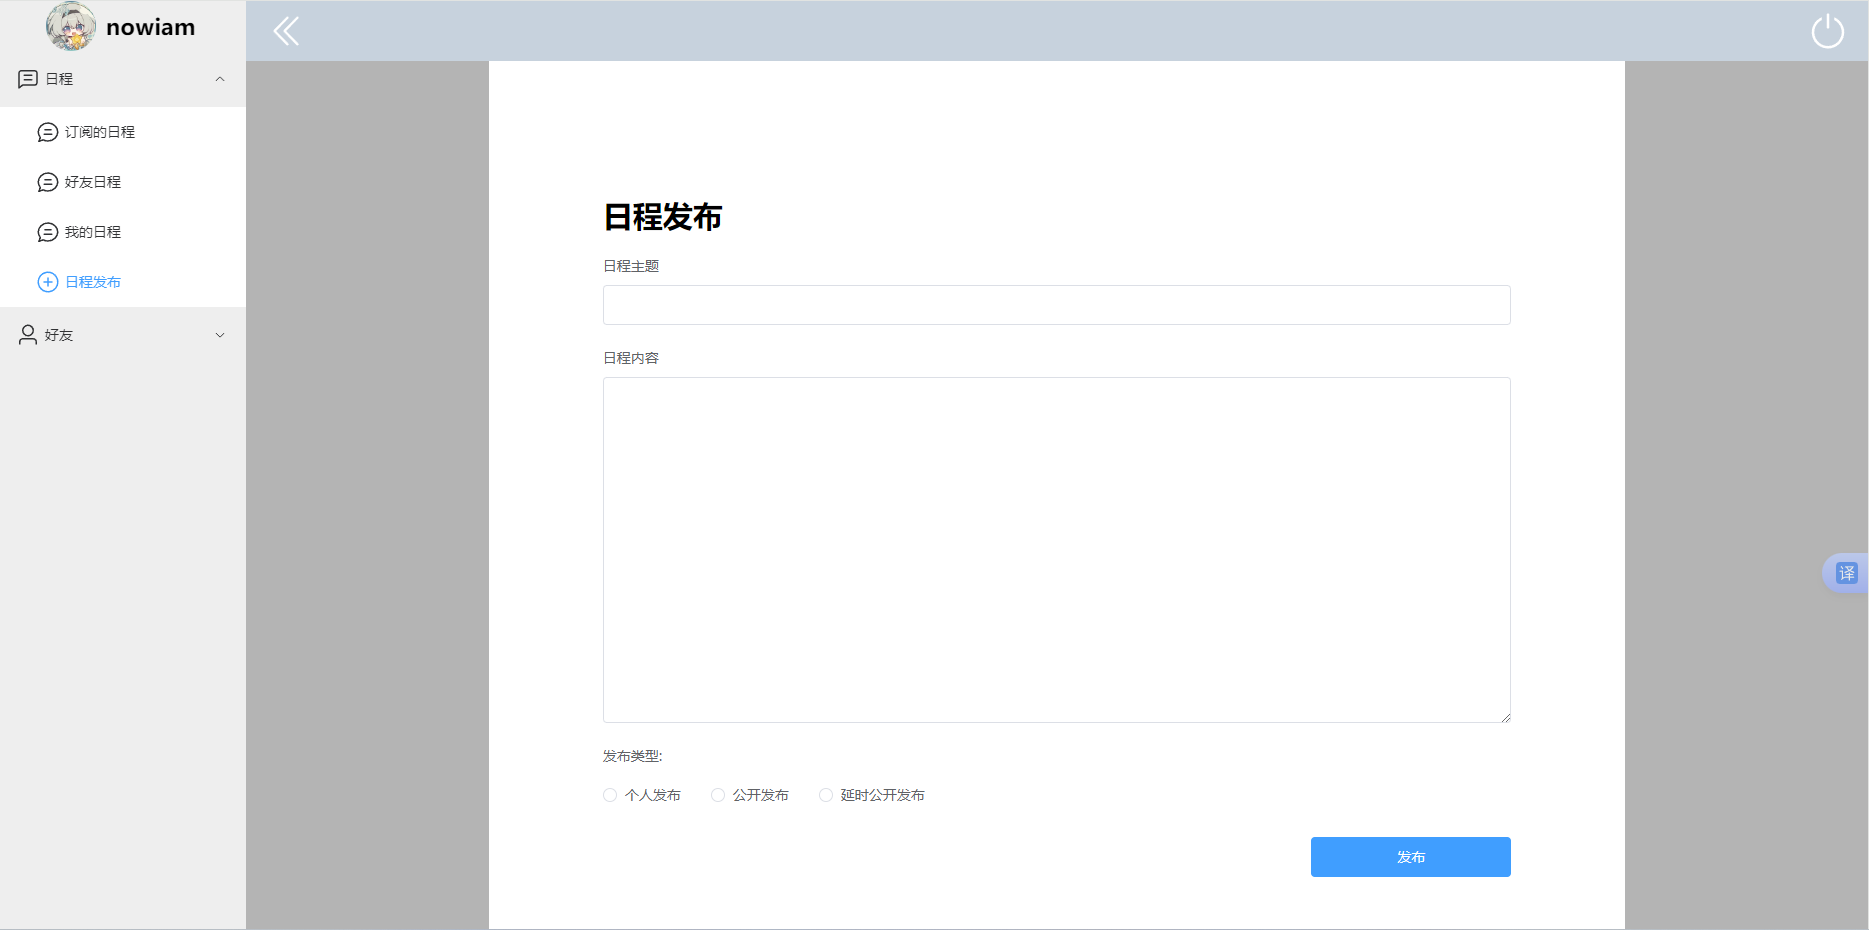 nowiam
日程
订阅的日程
好友日程
我的日程
日程发布
好友
日程发布
日程主题
日程内容
发布类型:
个人发布 公开发布 延时公开发布
发布
译